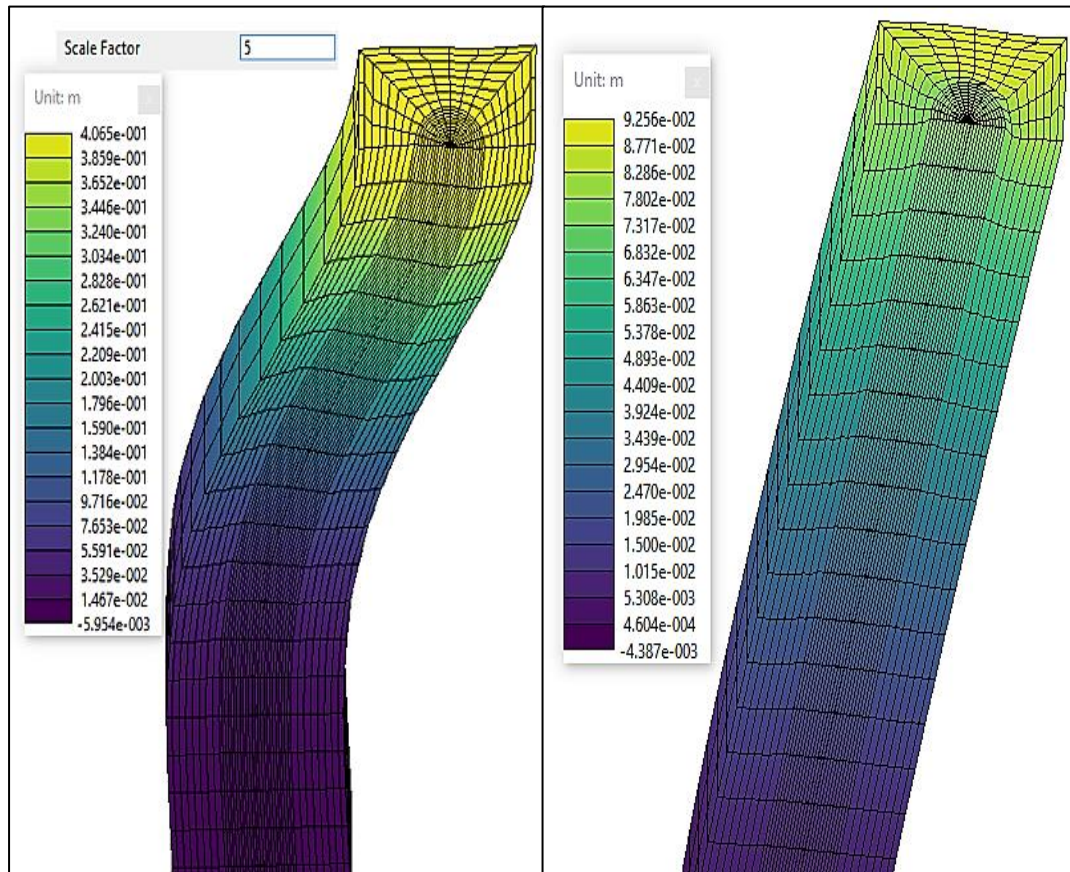 Scale Factor 5
Unit: m
4.065e-001
3.859e-001
3.652e-001
3.446e-001
3.240e-001
3.034e-001
2.828e-001
2.621e-001
2.415e-001
2.209e-001
2.003e-001
1.796e-001
1.590e-001
1.384e-001
1.178e-001
9.716e-002
7.653e-002
5.591e-002
3.529e-002
1.467e-002
-5.954e-003
Unit: m
9.256e-002
8.771e-002
8.286e-002
7.802e-002
7.317e-002
6.832e-002
6.347e-002
5.863e-002
5.378e-002
4.893e-002
4.409e-002
3.924e-002
3.439e-002
2.954e-002
2.470e-002
1.985e-002
1.500e-002
1.015e-002
5.308e-003
4.604e-004
-4.387e-003